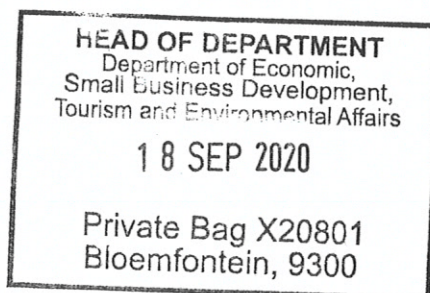 HEAD OF DEPARTMENT
Department of Economic,
Small Business Development,
Tourism and Environmental Affairs
18 SEP 2020
Private Bag X20801
Bloemfontein, 9300